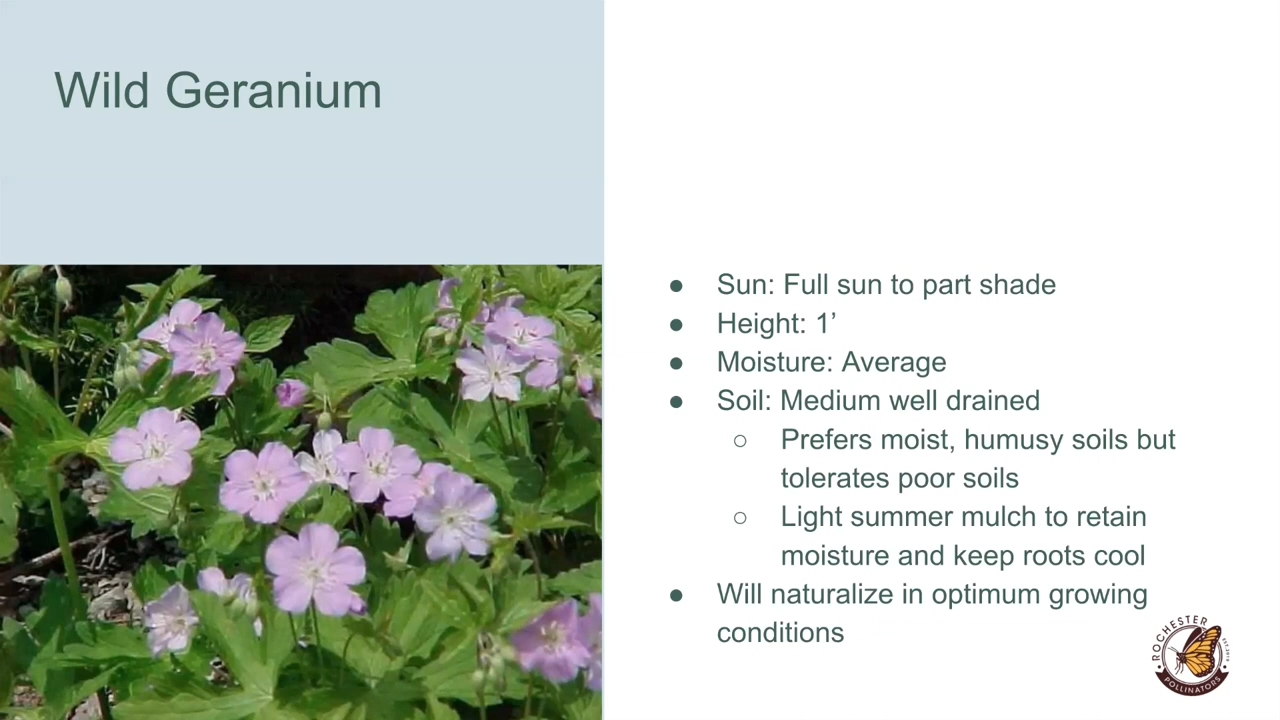 Wild Geranium
● Sun: Full sun to part shade
● Height: 1’
● Moisture: Average
● Soil: Medium well drained
○ Prefers moist, humusy soils but
tolerates poor soils
○ Light summer mulch to retain
moisture and keep roots cool
● Will naturalize in optimum growing
conditions
ROCHESTER
POLLINATORS